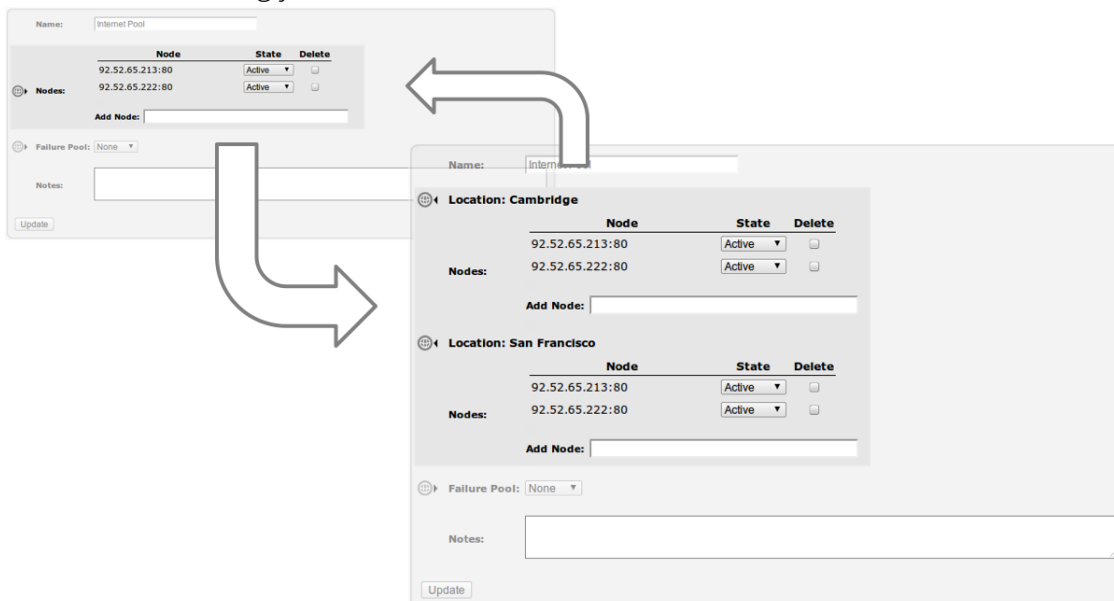 Name: Internet Pool
Node State Delete
92.52.65.213:80 Active
Nodes: 92.52.65.222:80 Active
Add Node:
Failure Pool: None
Notes:
Update
Name: Internet Pool
Location: Cambridge
Node State Delete
92.52.65.213:80 Active
Nodes: 92.52.65.222:80 Active
Add Node:
Location: San Francisco
Node State Delete
92.52.65.213:80 Active
Nodes: 92.52.65.222:80 Active
Add Node:
Failure Pool: None
Notes:
Update